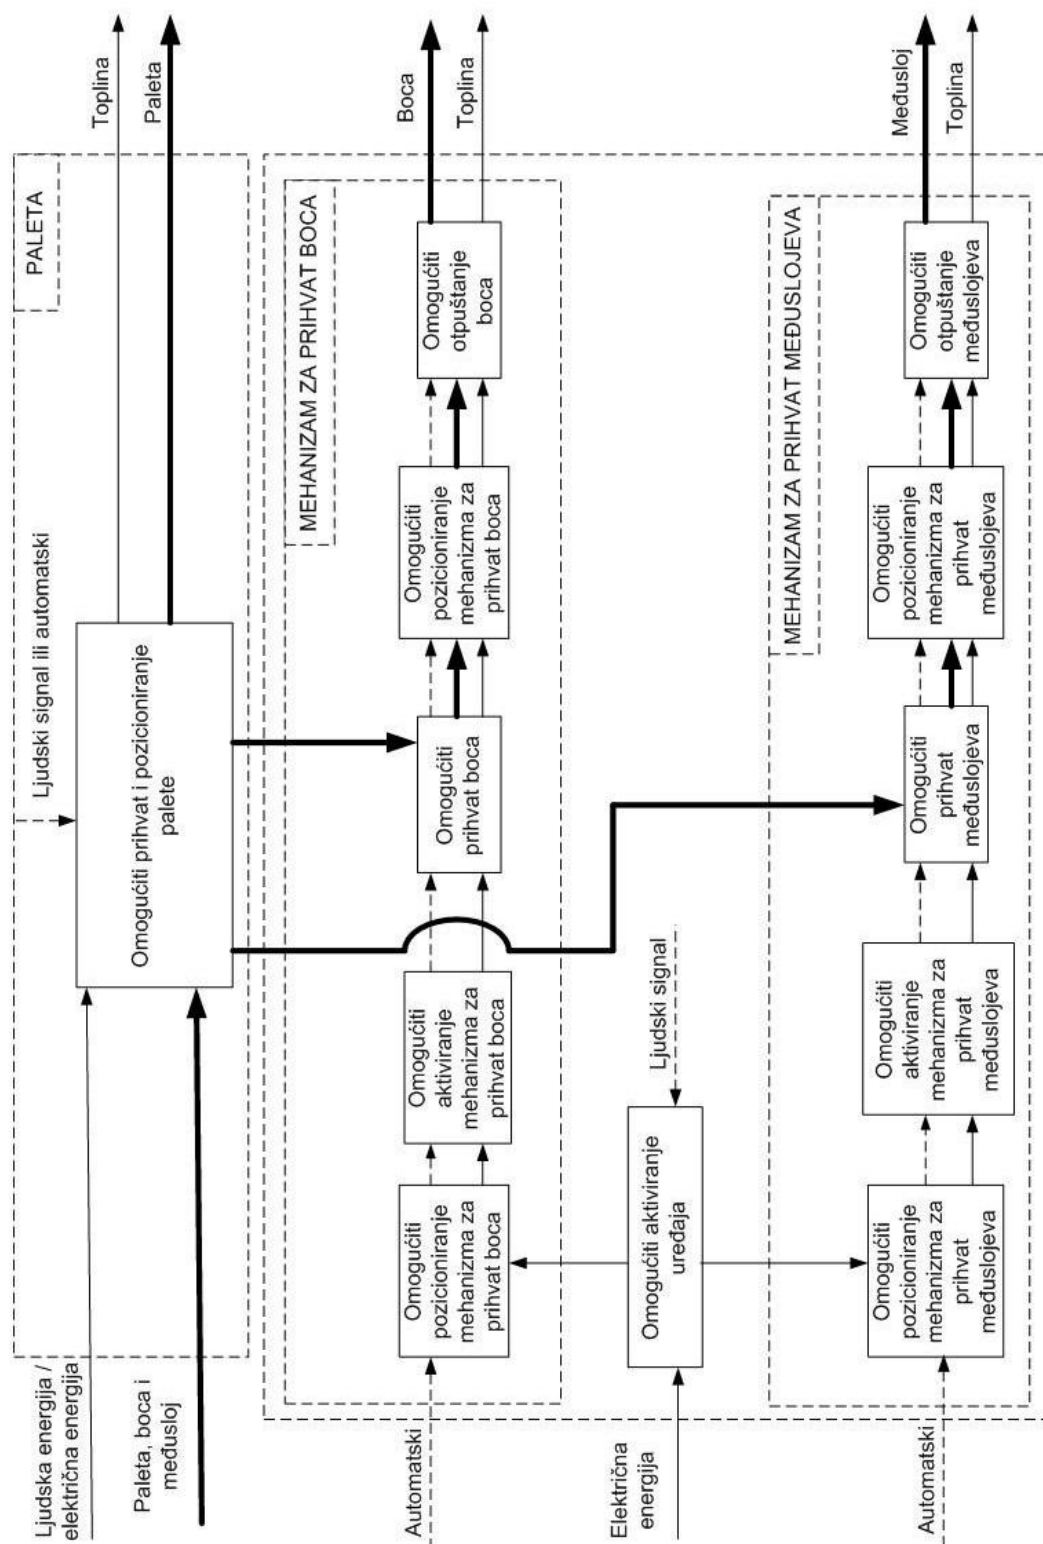 PALETA
Toplina
Paleta
Ljudski signal ili automatski
Omogućiti prihvat i pozicioniranje
palete
Ljudska energija /
električna energija
Paleta, boca i
međusloj
MEHANIZAM ZA PRIHVAT BOCA
Automatski
Omogućiti
pozicioniranje
mehanizma za
prihvat boca
Omogućiti
aktiviranje
mehanizma za
prihvat boca
Omogućiti
prihvat boca
Omogućiti
pozicioniranje
mehanizma za
prihvat boca
Omogućiti
otpuštanje
boca
Boca
Toplina
Električna
energija
Omogućiti aktiviranje
uređaja
Ljudski signal
MEHANIZAM ZA PRIHVAT MEĐUSLOJEVA
Automatski
Omogućiti
pozicioniranje
mehanizma za
prihvat
međuslojeva
Omogućiti
aktiviranje
mehanizma za
prihvat
međuslojeva
Omogućiti
prihvat
međuslojeva
Omogućiti
pozicioniranje
mehanizma za
prihvat
međuslojeva
Omogućiti
otpuštanje
međuslojeva
Međusloj
Toplina